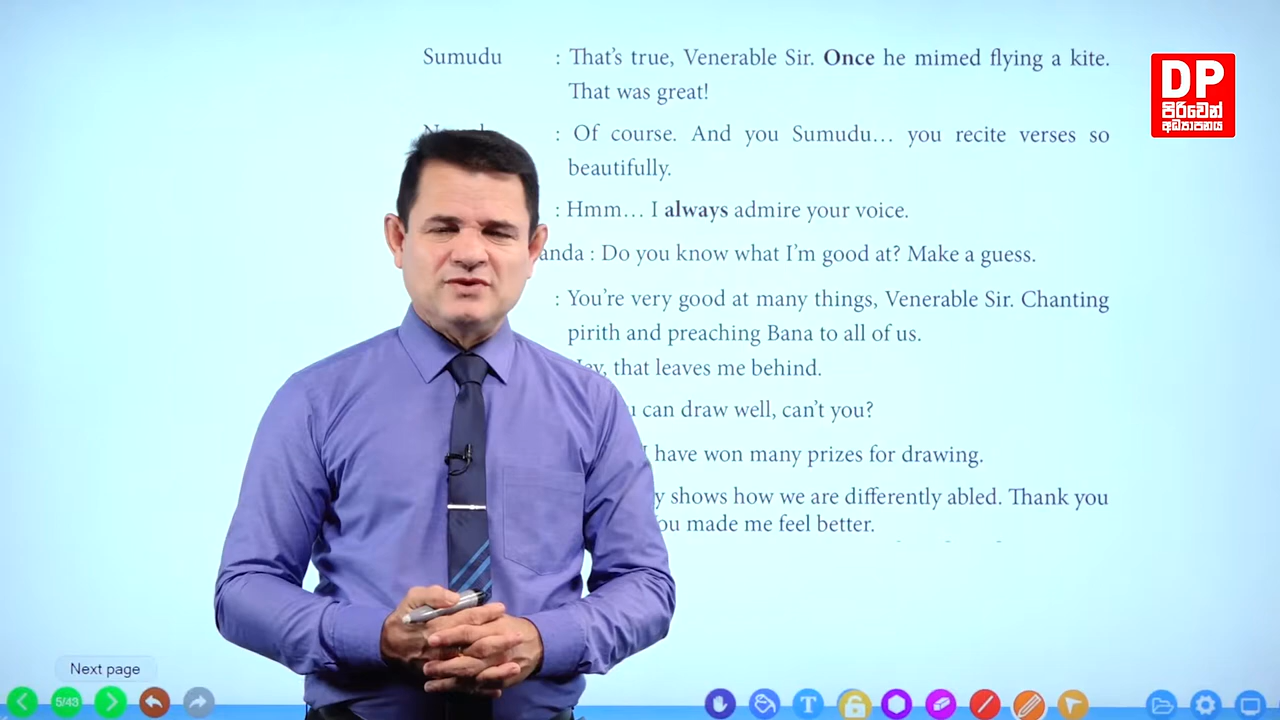 Sumudu : That's true, Venerable Sir. Once he mimed flying a kite.
That was great!
: Of course. And you Sumudu... you recite verses so
beautifully.
: Hmm... I always admire your voice.
anda : Do you know what I'm good at? Make a guess.
: You're very good at many things, Venerable Sir. Chanting
pirith and preaching Bana to all of us.
that leaves me behind.
can draw well, can't you?
I have won many prizes for drawing.
shows how we are differently abled. Thank you
you made me feel better.
DP
පිරිවෙන්
අධ්‍යාපනය
Next page
5/43
T